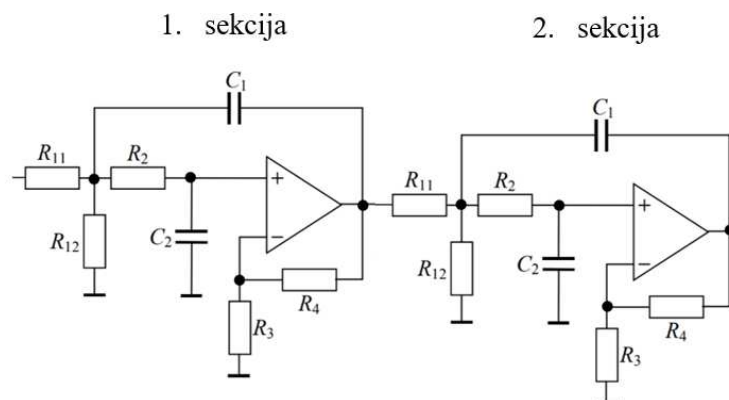 1. sekcija
2. sekcija
C1
R11
R2
R12
C2
+
−
R4
R3
C1
R11
R2
R12
C2
+
−
R4
R3